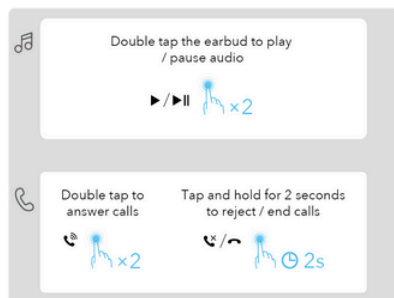 Double tap the earbud to play
/ pause audio
/
×2
Double tap to
answer calls
×2
Tap and hold for 2 seconds
to reject / end calls
/
2s